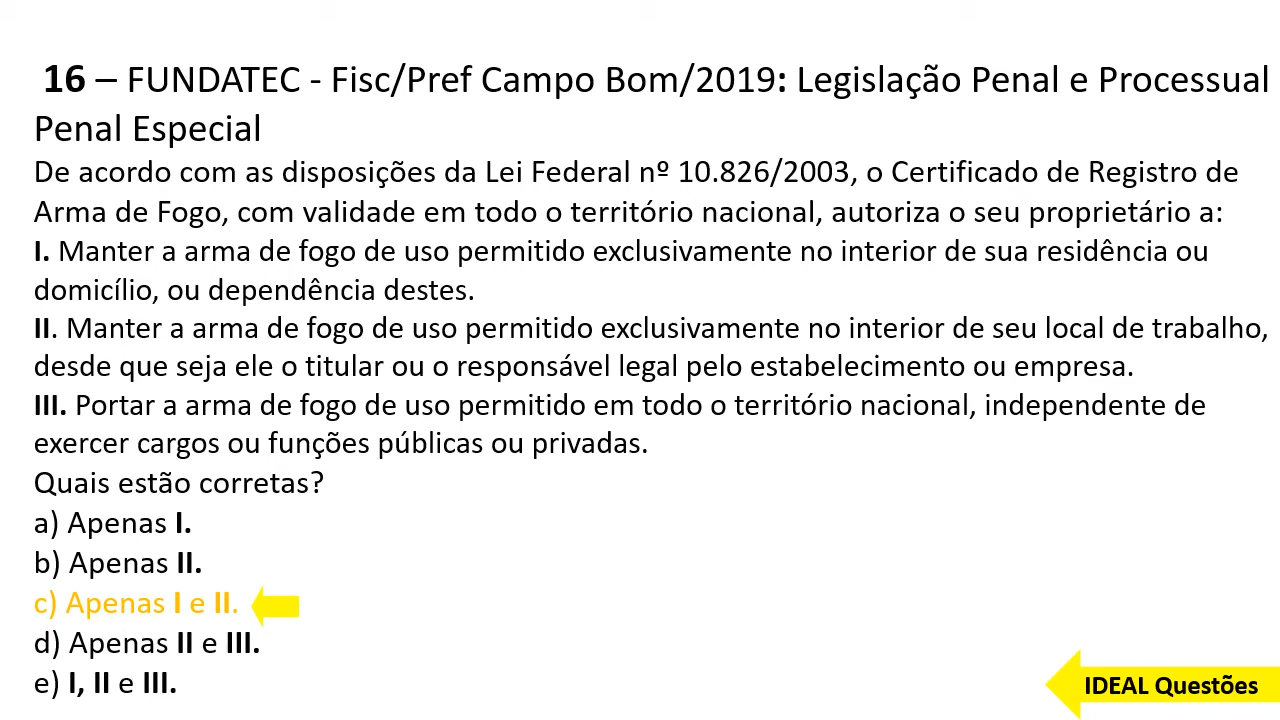 16 – FUNDATEC - Fisc/Pref Campo Bom/2019: Legislação Penal e Processual
Penal Especial
De acordo com as disposições da Lei Federal nº 10.826/2003, o Certificado de Registro de
Arma de Fogo, com validade em todo o território nacional, autoriza o seu proprietário a:
I. Manter a arma de fogo de uso permitido exclusivamente no interior de sua residência ou
domicílio, ou dependência destes.
II. Manter a arma de fogo de uso permitido exclusivamente no interior de seu local de trabalho,
desde que seja ele o titular ou o responsável legal pelo estabelecimento ou empresa.
III. Portar a arma de fogo de uso permitido em todo o território nacional, independente de
exercer cargos ou funções públicas ou privadas.
Quais estão corretas?
a) Apenas I.
b) Apenas II.
c) Apenas I e II.
d) Apenas II e III.
e) I, II e III.
IDEAL Questões